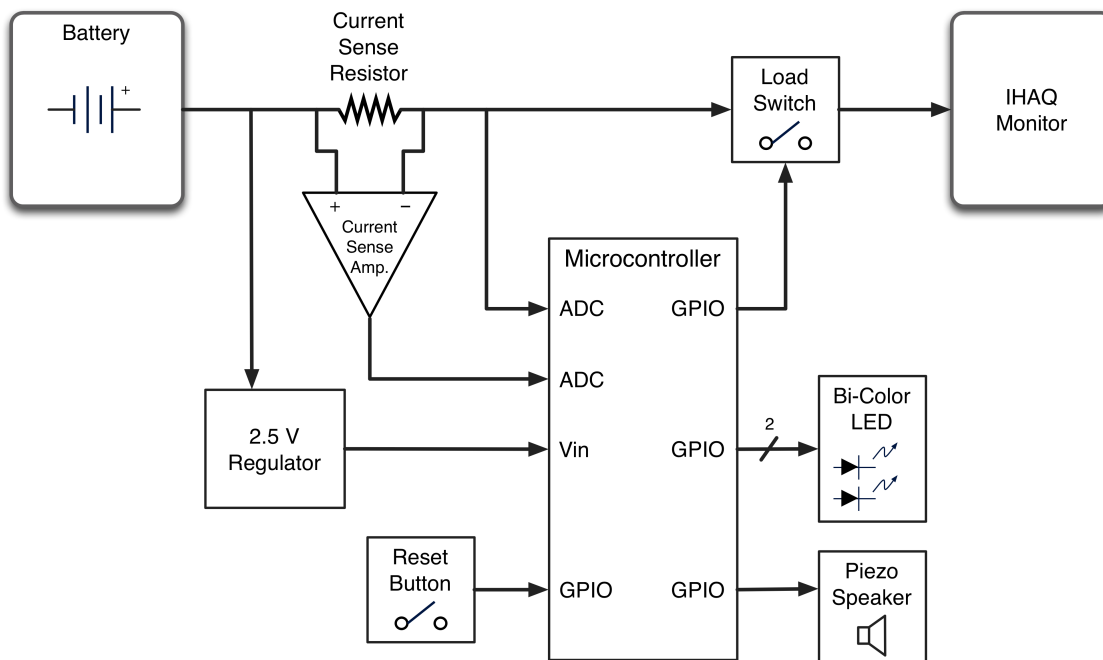 Battery
+
Current
Sense
Resistor
Load
Switch
IHAQ
Monitor
+ −
Current
Sense
Amp.
Microcontroller
ADC GPIO
ADC
2.5 V
Regulator
Vin GPIO
2
Bi-Color
LED
Reset
Button
GPIO GPIO
Piezo
Speaker